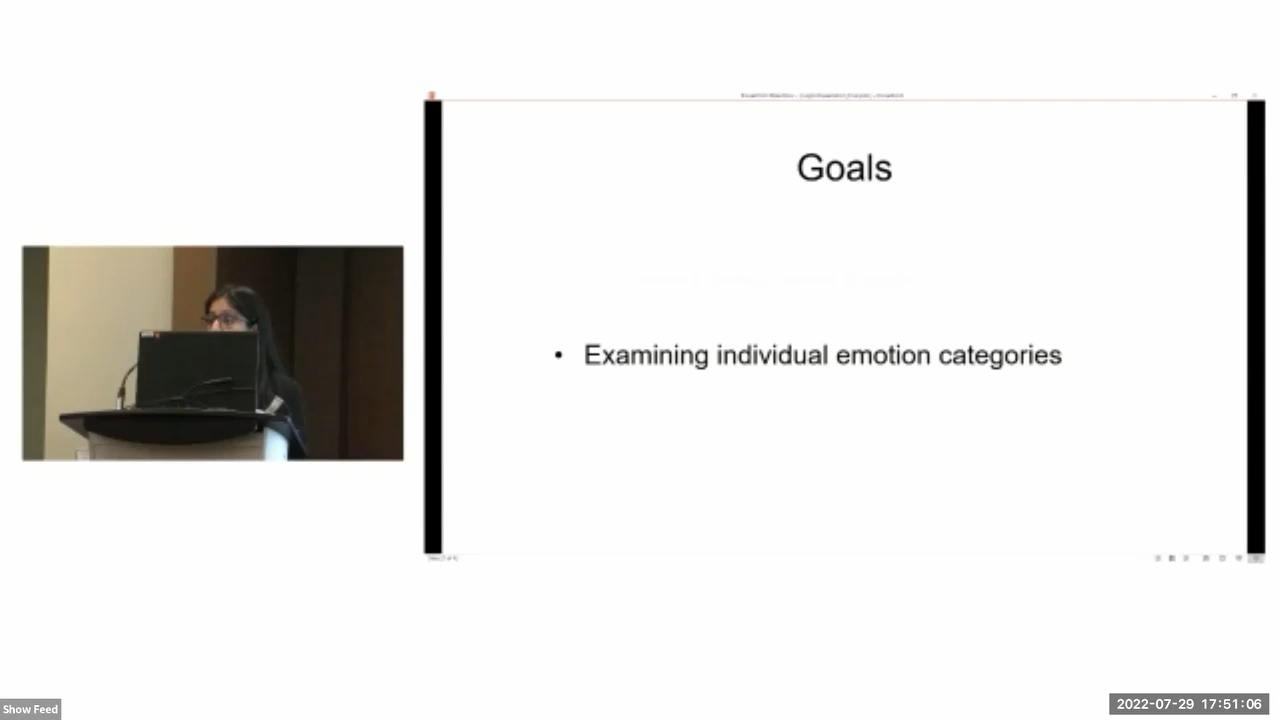 Goals
• Examining individual emotion categories
Show Feed
2022-07-29 17:51:06